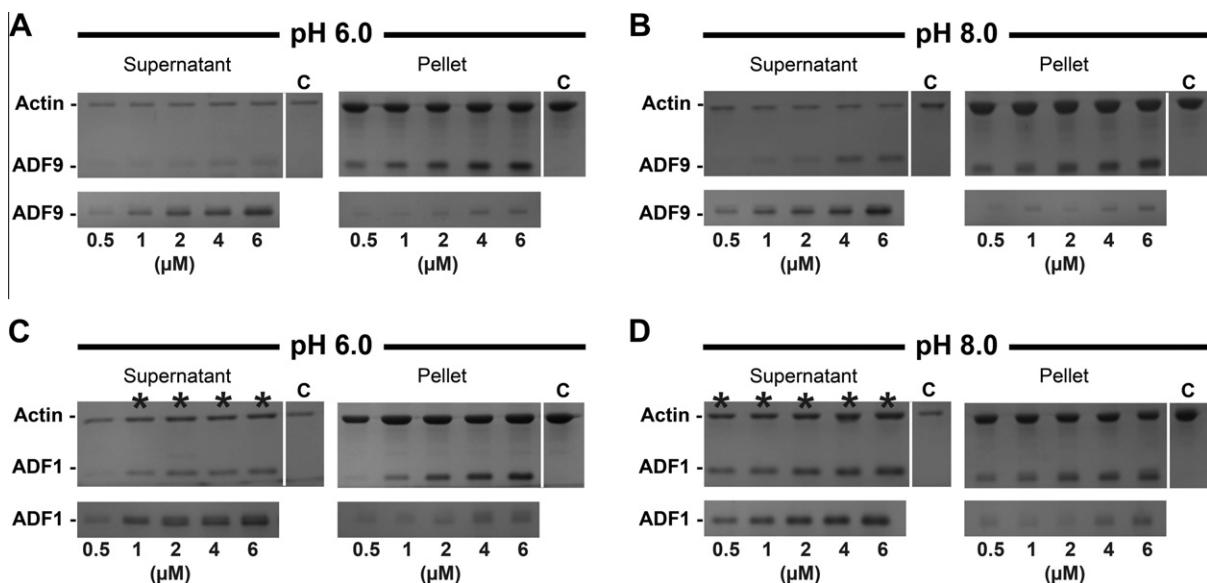 A
pH 6.0
Supernatant
Pellet
C
C
Actin -
ADF9 -
ADF9 -
0.5 1 2 4 6
0.5 1 2 4 6
(µM)
(µM)
B
pH 8.0
Supernatant
Pellet
C
C
Actin -
ADF9 -
ADF9 -
0.5 1 2 4 6
0.5 1 2 4 6
(µM)
(µM)
C
pH 6.0
Supernatant
Pellet
* * * *
C
C
Actin -
ADF1 -
ADF1 -
0.5 1 2 4 6
0.5 1 2 4 6
(µM)
(µM)
D
pH 8.0
Supernatant
Pellet
* * * * *
C
C
Actin -
ADF1 -
ADF1 -
0.5 1 2 4 6
0.5 1 2 4 6
(µM)
(µM)